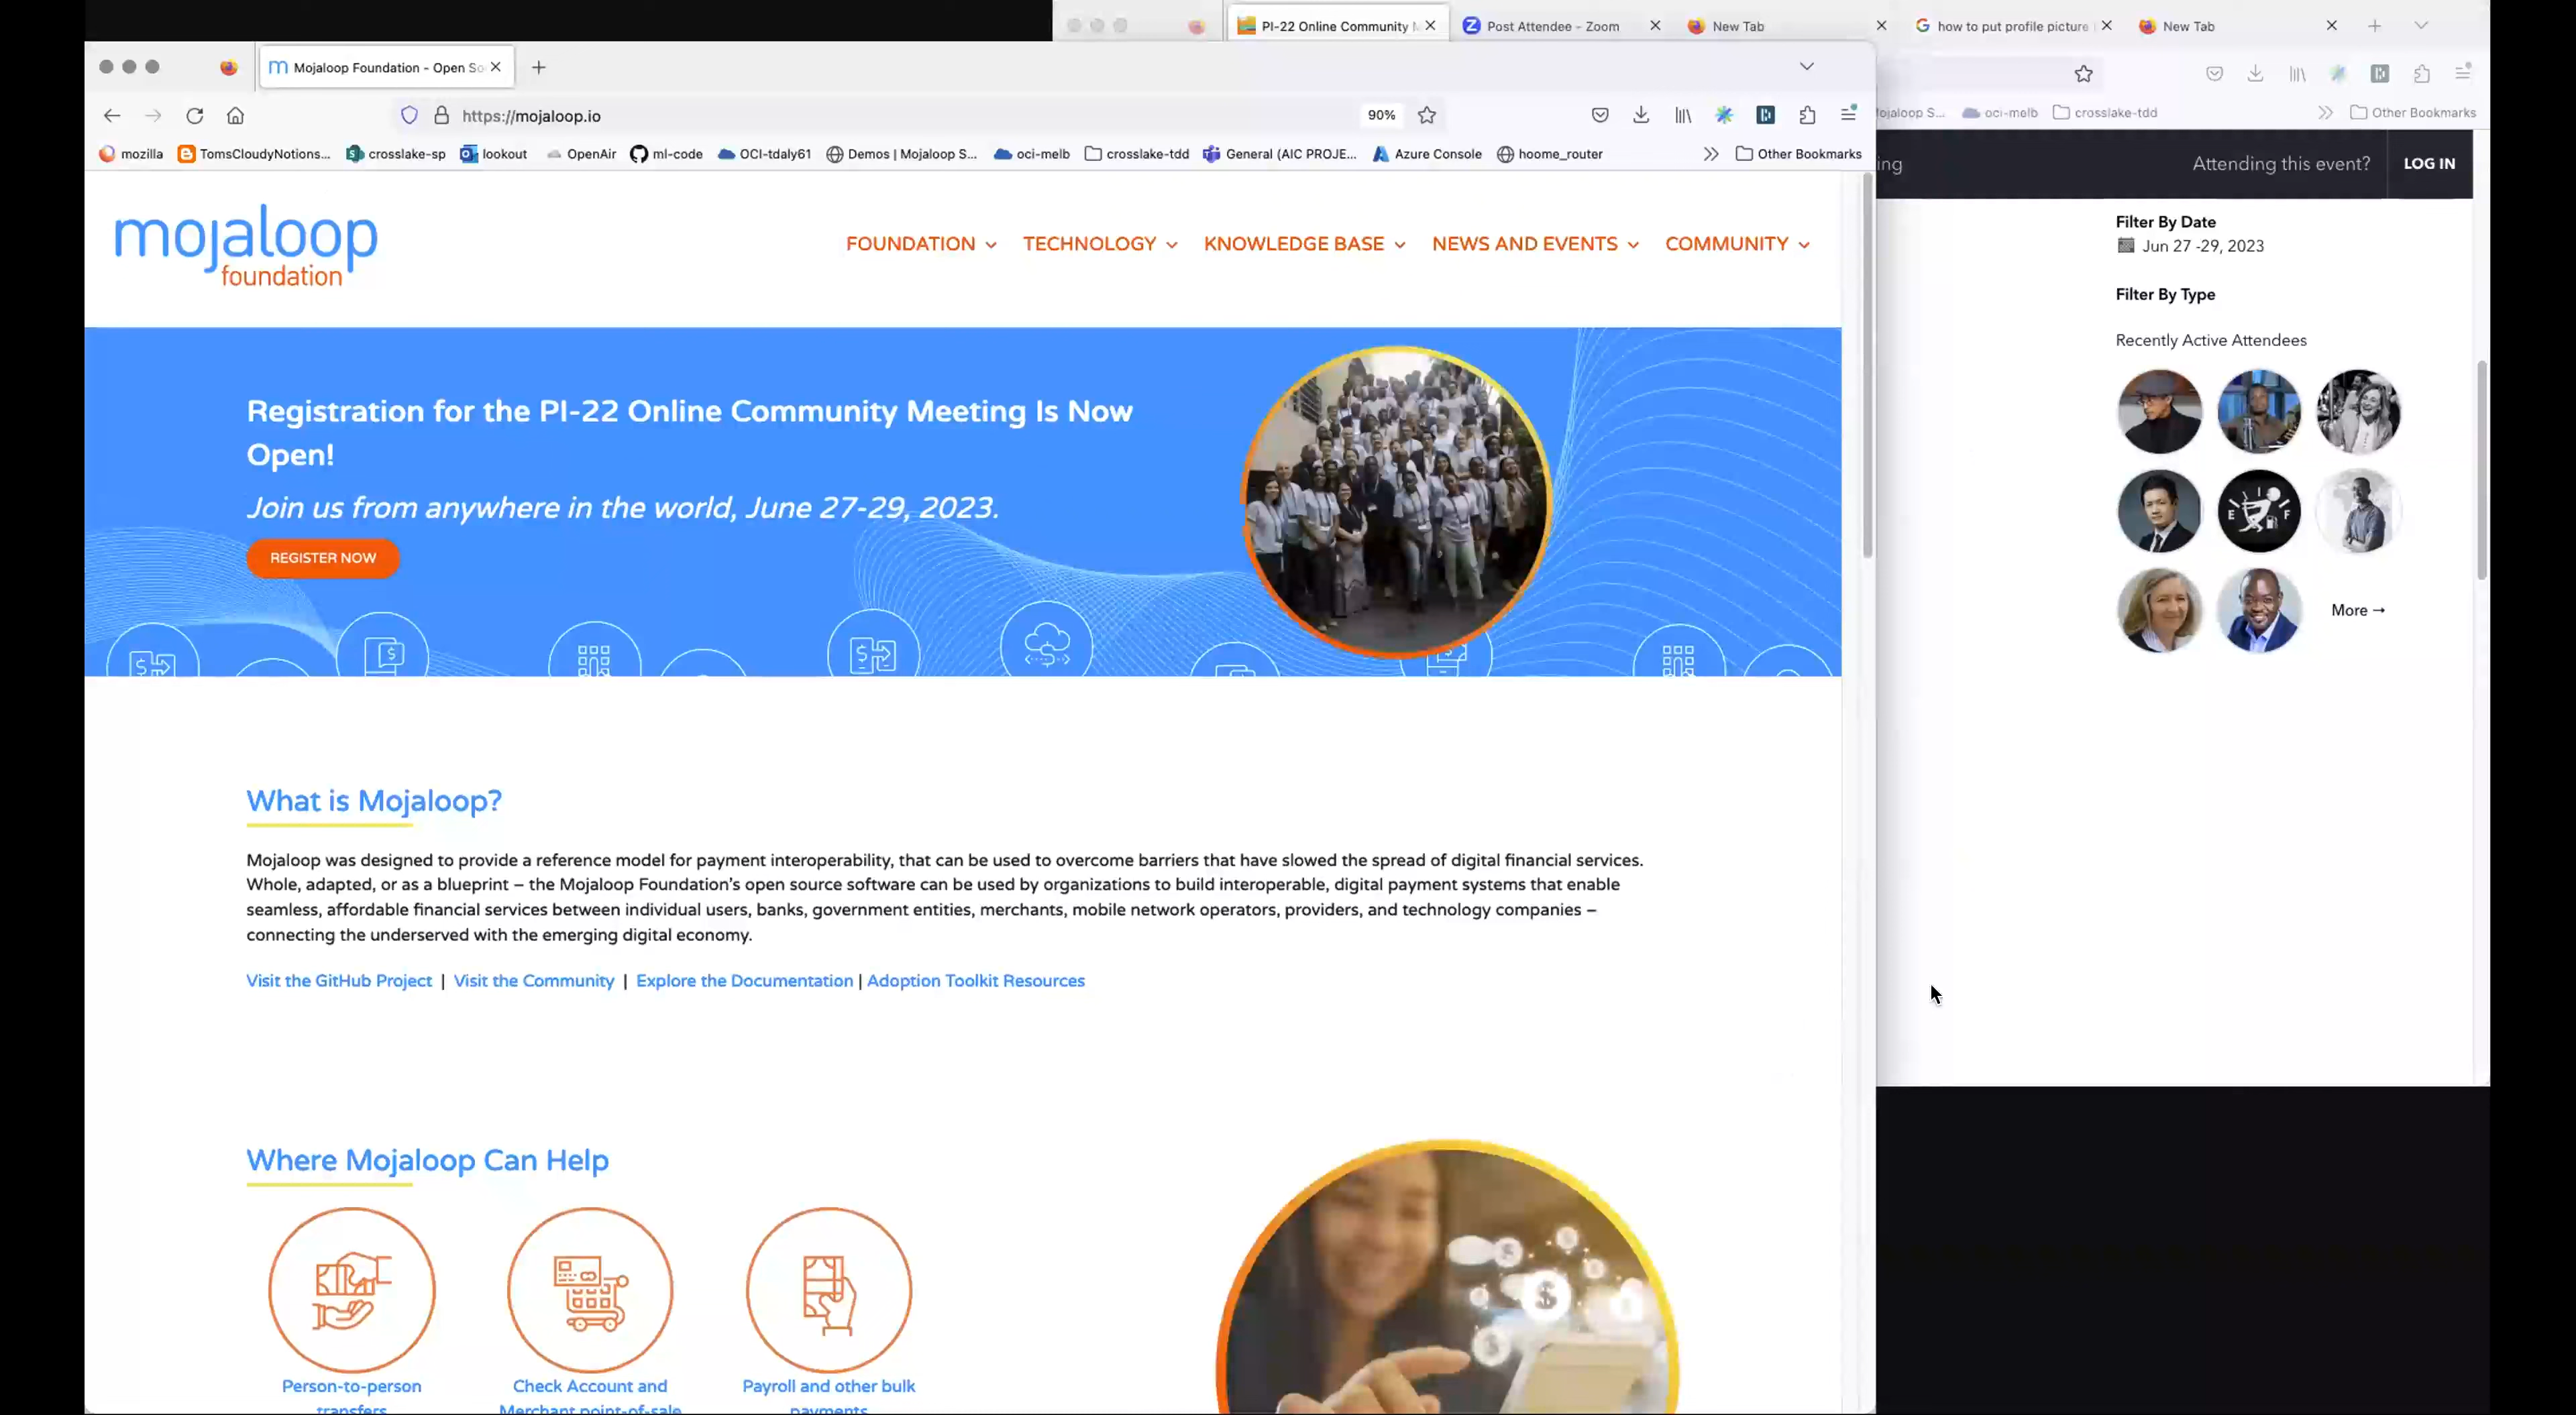 PI-22 Online Community
Post Attendee - Zoom
New Tab
how to put profile picture
New Tab
Mojaloop Foundation - Open So
https://mojaloop.io
90%
mozilla
TomsCloudyNotions...
crosslake-sp
lookout
OpenAir
ml-code
OCI-tdaly61
Demos | Mojaloop S...
oci-melb
crosslake-tdd
General (AIC PROJE...
Azure Console
hoome_router
Other Bookmarks
ojaloop S...
oci-melb
crosslake-tdd
Other Bookmarks
mojaloop
foundation
FOUNDATION
TECHNOLOGY
KNOWLEDGE BASE
NEWS AND EVENTS
COMMUNITY
Registration for the PI-22 Online Community Meeting Is Now
Open!
Join us from anywhere in the world, June 27-29, 2023.
REGISTER NOW
What is Mojaloop?
Mojaloop was designed to provide a reference model for payment interoperability, that can be used to overcome barriers that have slowed the spread of digital financial services.
Whole, adapted, or as a blueprint – the Mojaloop Foundation's open source software can be used by organizations to build interoperable, digital payment systems that enable
seamless, affordable financial services between individual users, banks, government entities, merchants, mobile network operators, providers, and technology companies –
connecting the underserved with the emerging digital economy.
Visit the GitHub Project | Visit the Community | Explore the Documentation | Adoption Toolkit Resources
Where Mojaloop Can Help
Person-to-person
transfers
Check Account and
Merchant point-of-sale
Payroll and other bulk
payments
ing
Attending this event?
LOG IN
Filter By Date
Jun 27 -29, 2023
Filter By Type
Recently Active Attendees
E F
More →